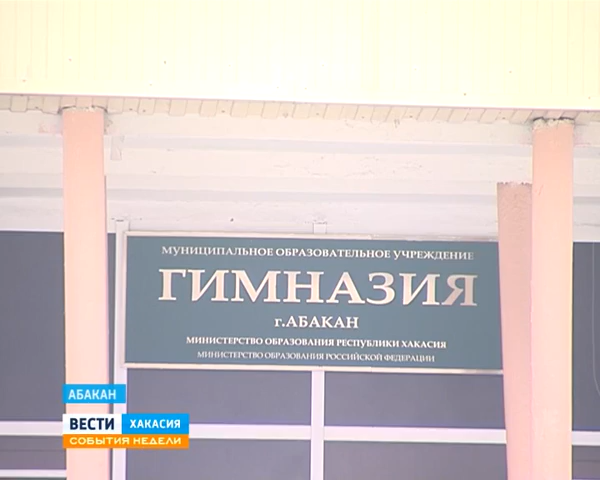 МУНИЦИПАЛЬНОЕ ОБРАЗОВАТЕЛЬНОЕ УЧРЕЖДЕНИЕ
ГИМНАЗИЯ
г.АБАКАН
МИНИСТЕРСТВО ОБРАЗОВАНИЯ РЕСПУБЛИКИ ХАКАСИЯ
МИНИСТЕРСТВО ОБРАЗОВАНИЯ РОССИЙСКОЙ ФЕДЕРАЦИИ
АБАКАН
ВЕСТИ ХАКАСИЯ
СОБЫТИЯ НЕДЕЛИ